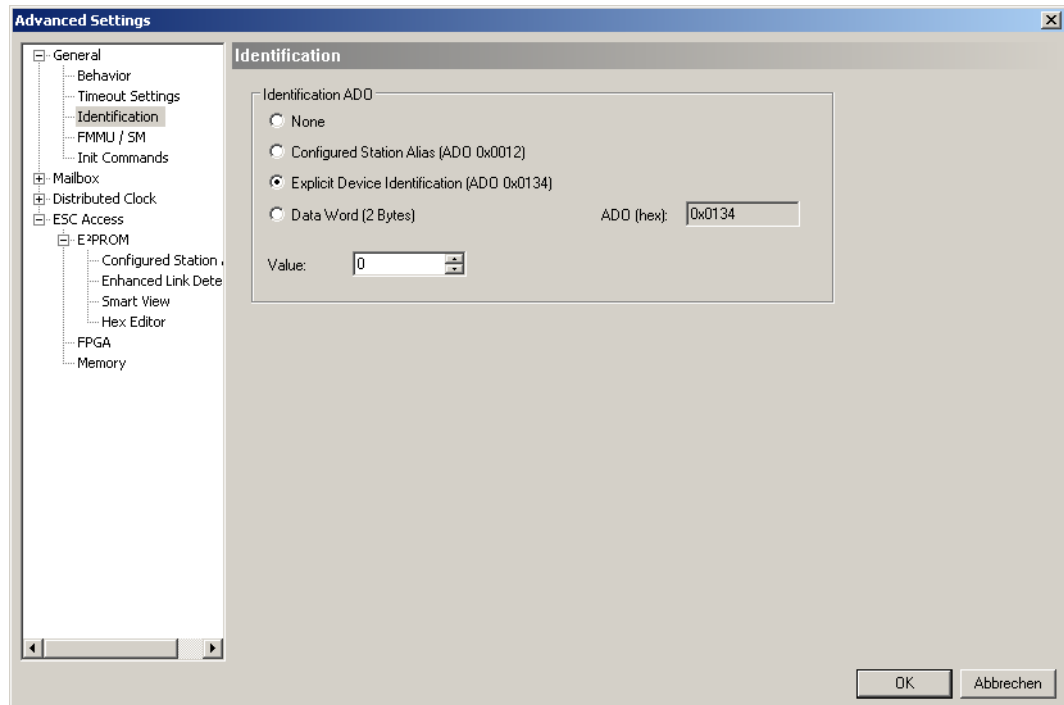 Advanced Settings
General
Behavior
Timeout Settings
Identification
FMMU / SM
Init Commands
Mailbox
Distributed Clock
ESC Access
E²PROM
Configured Station
Enhanced Link Dete
Smart View
Hex Editor
FPGA
Memory
Identification
Identification ADO
None
Configured Station Alias (ADO 0x0012)
Explicit Device Identification (ADO 0x0134)
Data Word (2 Bytes) ADO (hex): 0x0134
Value: 0
OK Abbrechen